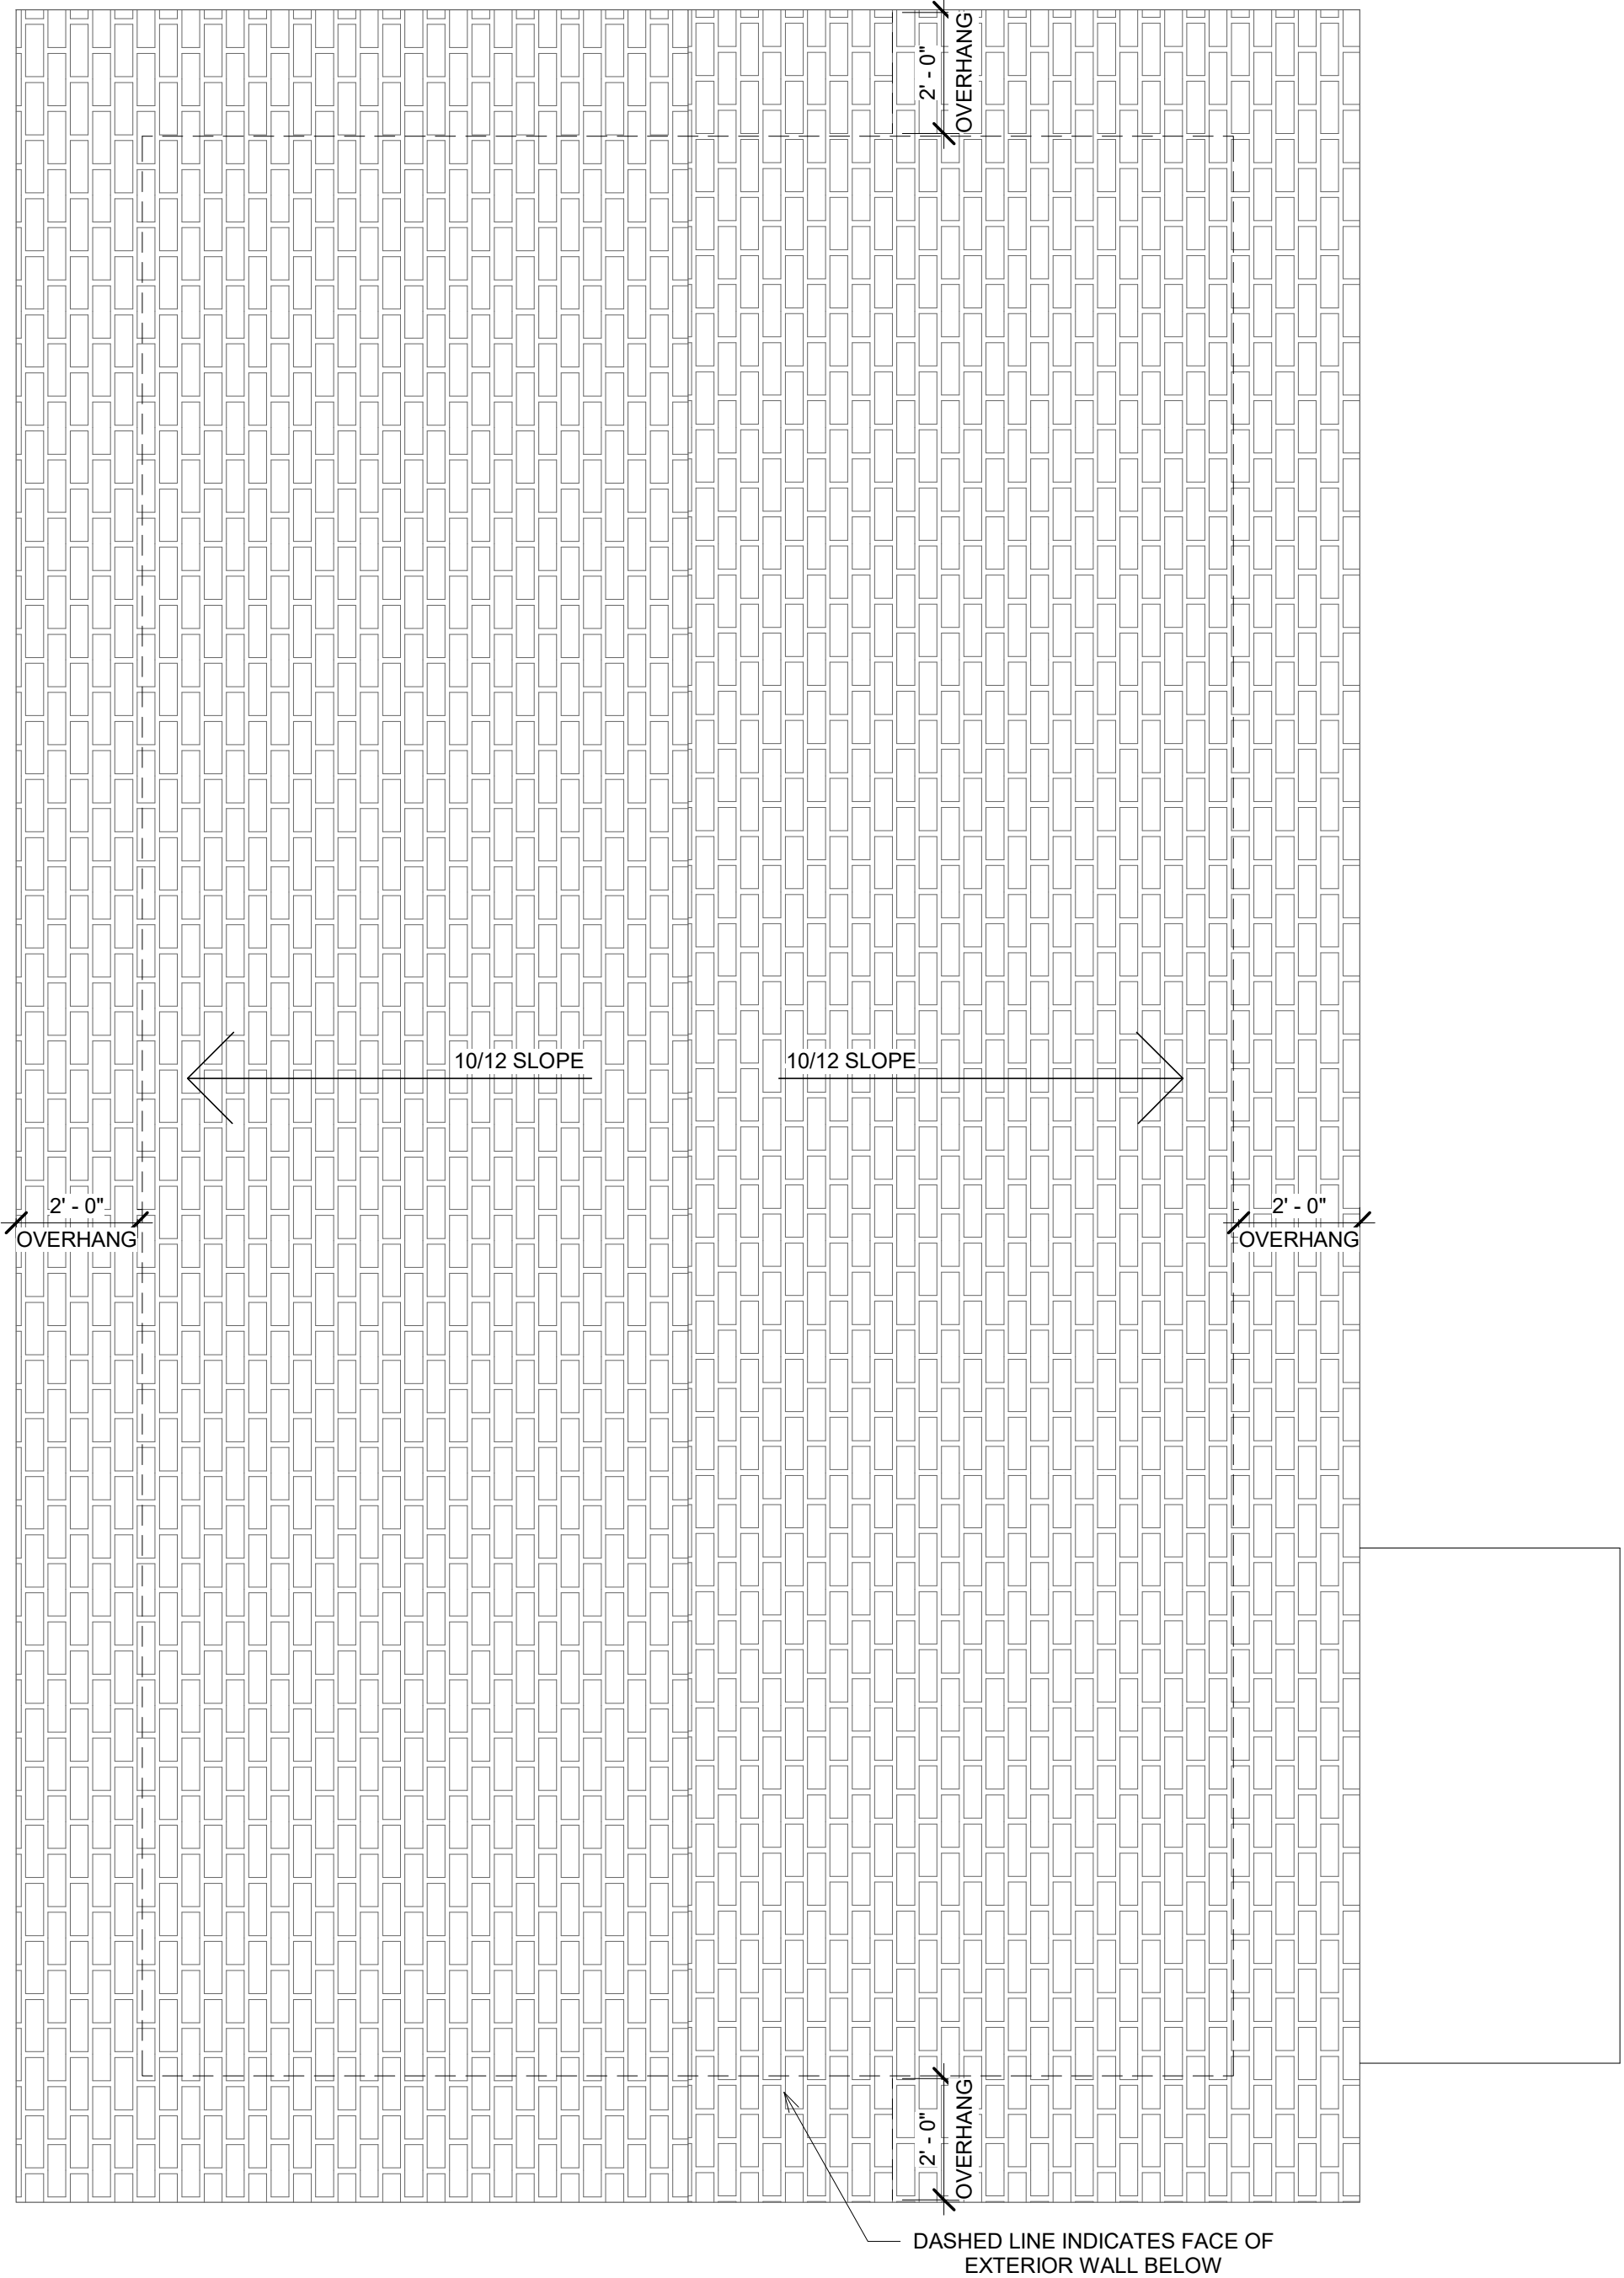 2' - 0"
OVERHANG
10/12 SLOPE
10/12 SLOPE
2' - 0"
OVERHANG
2' - 0"
OVERHANG
2' - 0"
OVERHANG
DASHED LINE INDICATES FACE OF
EXTERIOR WALL BELOW